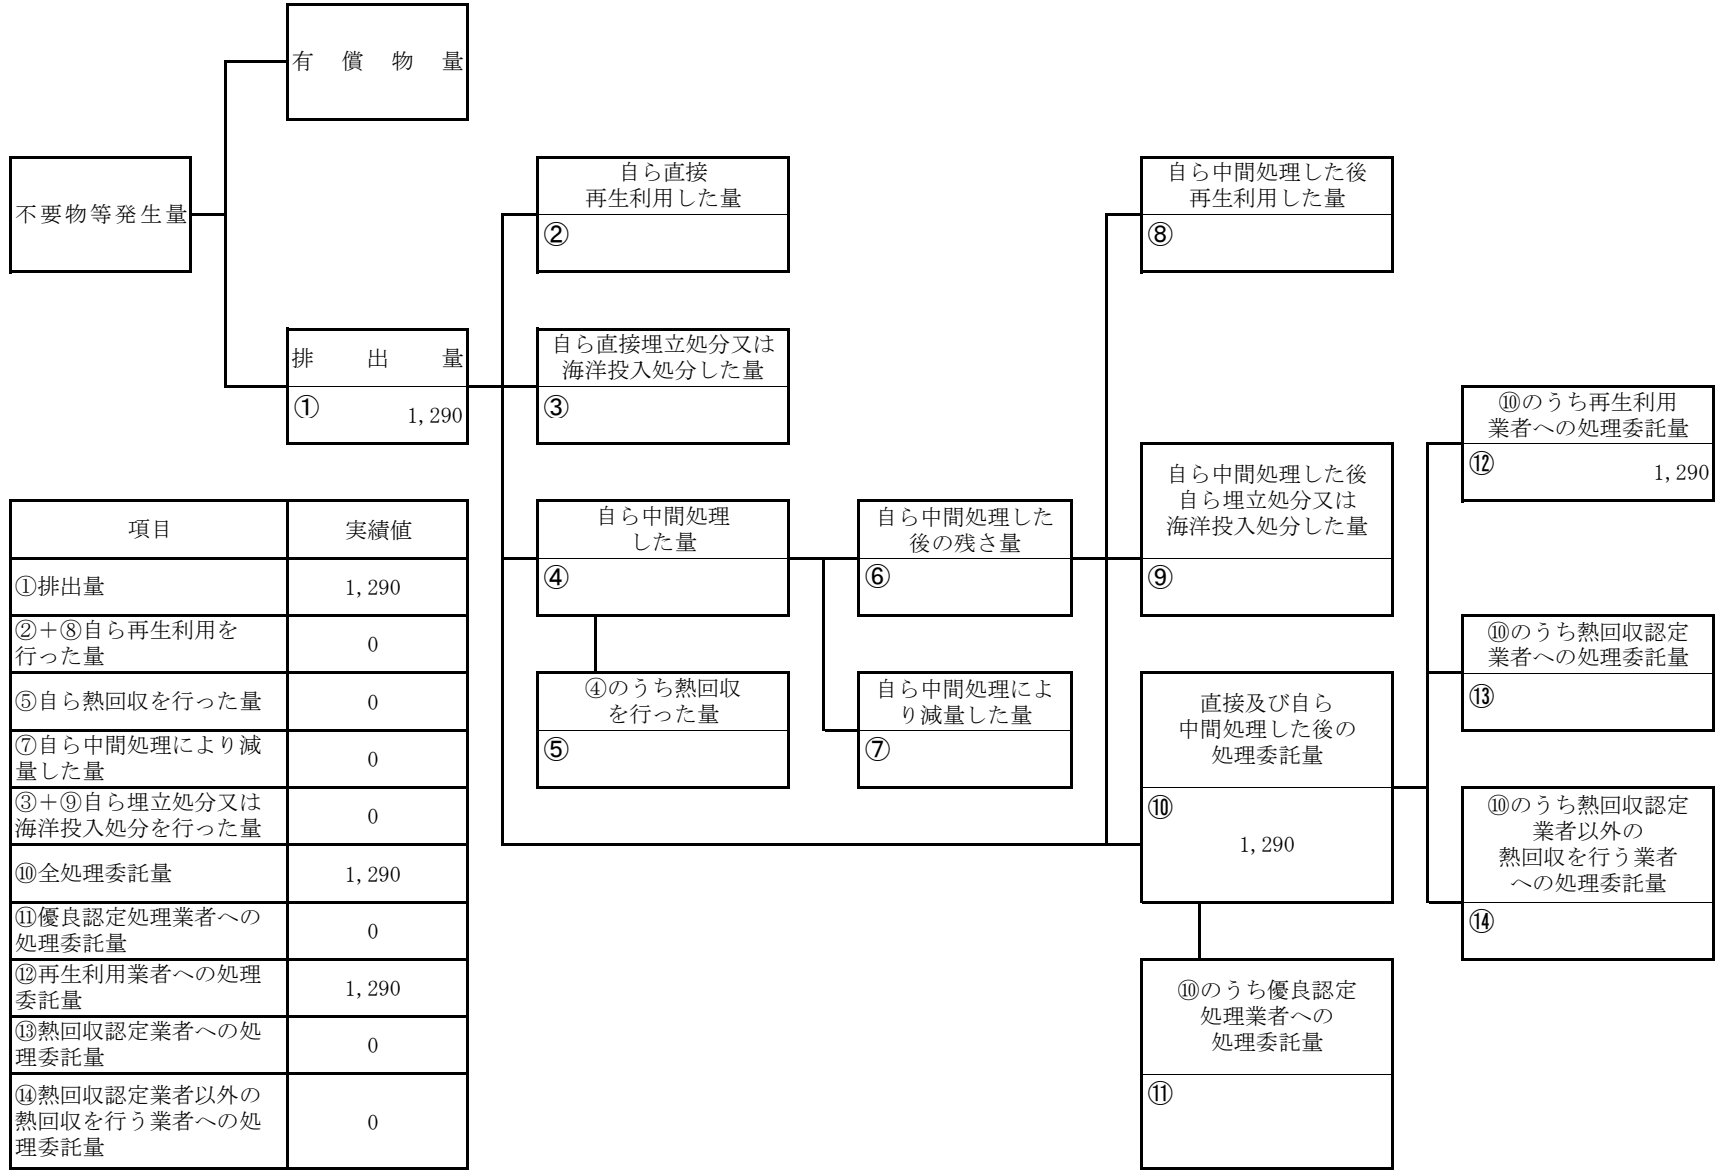 有償物量
不要物等発生量
排出量
① 1,290
自ら直接
再生利用した量
②
自ら直接埋立処分又は
海洋投入処分した量
③
自ら中間処理
した量
④
④のうち熱回収
を行った量
⑤
自ら中間処理した
後の残さ量
⑥
自ら中間処理によ
り減量した量
⑦
自ら中間処理した後
再生利用した量
⑧
自ら中間処理した後
自ら埋立処分又は
海洋投入処分した量
⑨
直接及び自ら
中間処理した後の
処理委託量
⑩
1,290
⑩のうち優良認定
処理業者への
処理委託量
⑪
⑩のうち再生利用
業者への処理委託量
⑫ 1,290
⑩のうち熱回収認定
業者への処理委託量
⑬
⑩のうち熱回収認定
業者以外の
熱回収を行う業者
への処理委託量
⑭
項目 実績値
①排出量 1,290
②＋⑧自ら再生利用を
行った量 0
⑤自ら熱回収を行った量 0
⑦自ら中間処理により減
量した量 0
③＋⑨自ら埋立処分又は
海洋投入処分を行った量 0
⑩全処理委託量 1,290
⑪優良認定処理業者への
処理委託量 0
⑫再生利用業者への処理
委託量 1,290
⑬熱回収認定業者への処
理委託量 0
⑭熱回収認定業者以外の
熱回収を行う業者への処
理委託量 0